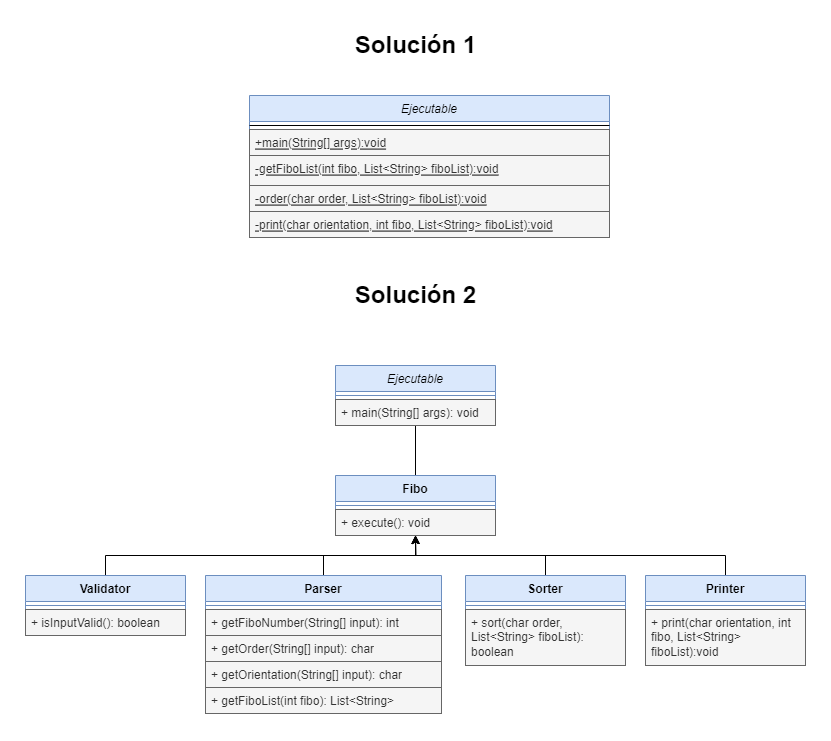 Solución 1
Ejecutable
+main(String[] args):void
-getFiboList(int fibo, List<String> fiboList):void
-order(char order, List<String> fiboList):void
-print(char orientation, int fibo, List<String> fiboList):void
Solución 2
Ejecutable
+ main(String[] args): void
Fibo
+ execute(): void
Validator
+ isInputValid(): boolean
Parser
+ getFiboNumber(String[] input): int
+ getOrder(String[] input): char
+ getOrientation(String[] input): char
+ getFiboList(int fibo): List<String>
Sorter
+ sort(char order,
List<String> fiboList):
boolean
Printer
+ print(char orientation, int
fibo, List<String>
fiboList):void